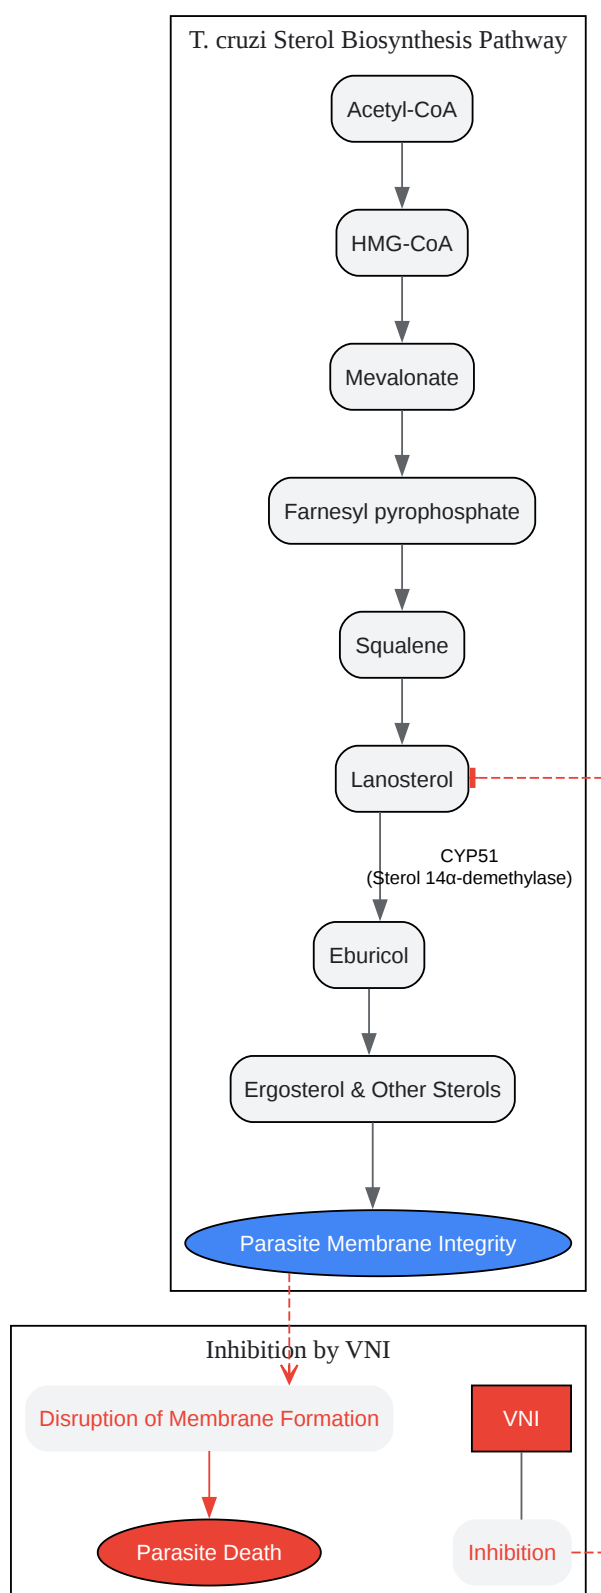 T. cruzi Sterol Biosynthesis Pathway
Acetyl-CoA
HMG-CoA
Mevalonate
Farnesyl pyrophosphate
Squalene
Lanosterol
CYP51
(Sterol 14α-demethylase)
Eburicol
Ergosterol & Other Sterols
Parasite Membrane Integrity
Inhibition by VNI
Disruption of Membrane Formation
VNI
Parasite Death
Inhibition